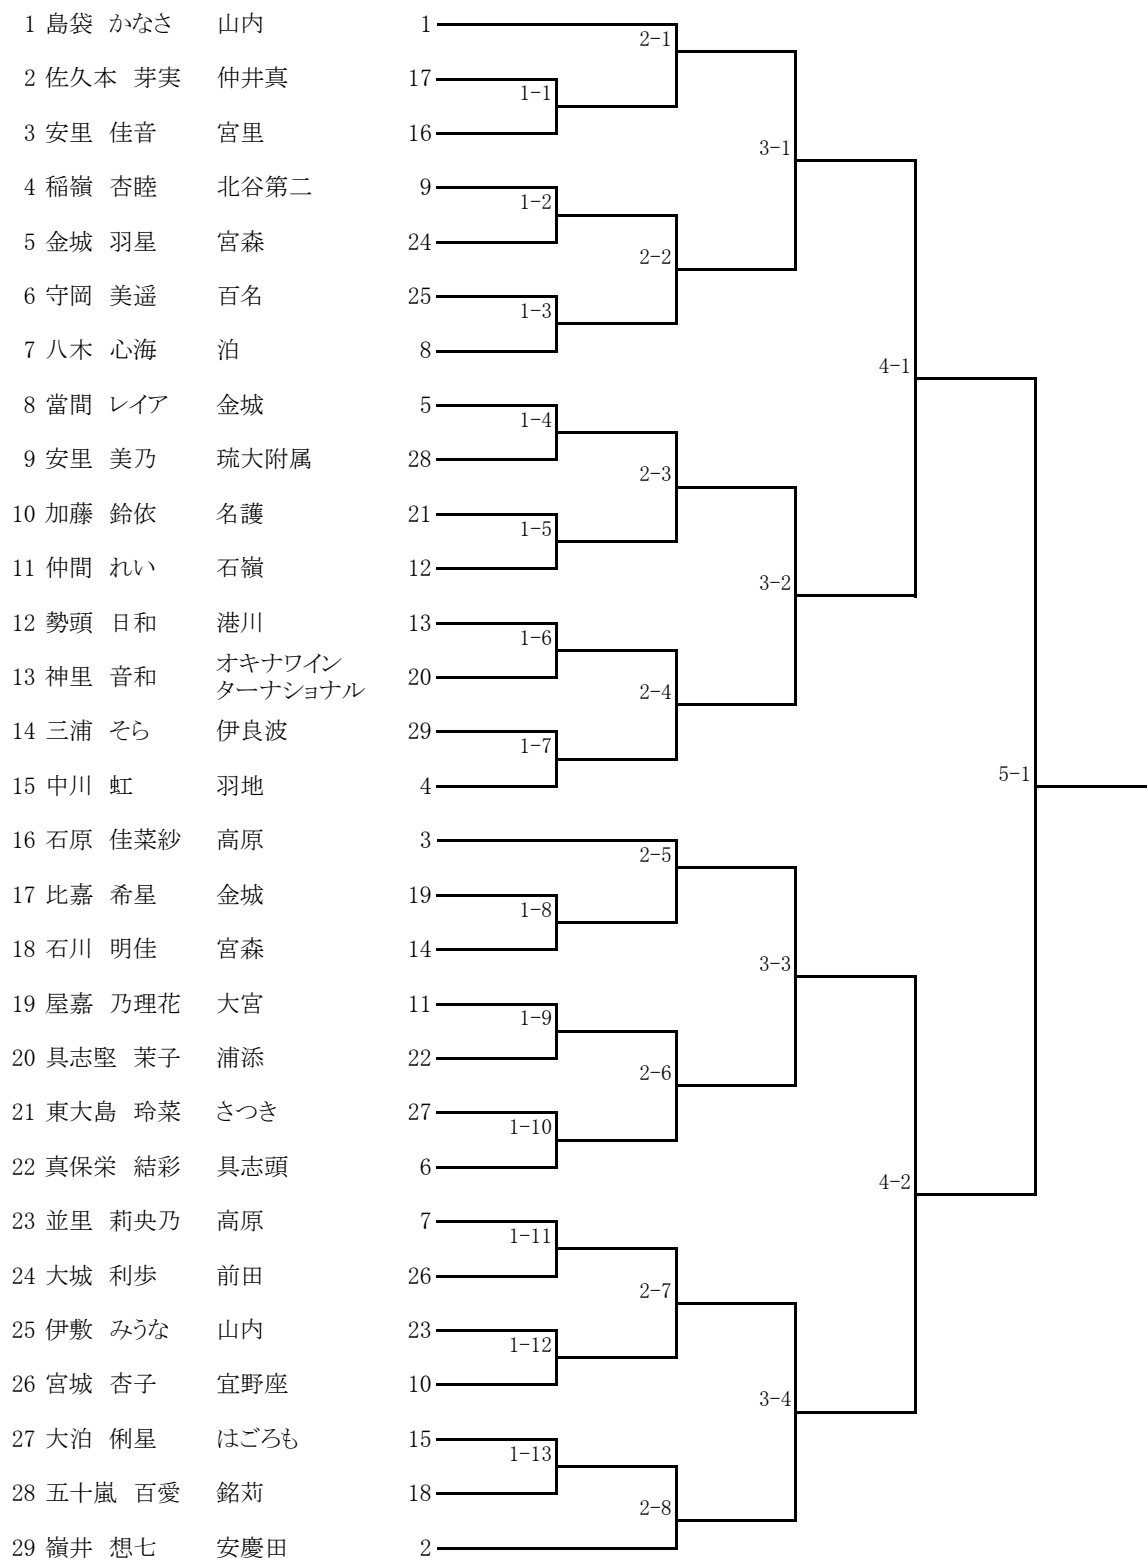 1 島袋 かなさ 山内 1
2-1
2 佐久本 芽実 仲井真 17
1-1
3 安里 佳音 宮里 16
3-1
4 稲嶺 杏睦 北谷第二 9
1-2
5 金城 羽星 宮森 24
2-2
6 守岡 美遥 百名 25
1-3
7 八木 心海 泊 8
4-1
8 當間 レイア 金城 5
1-4
9 安里 美乃 琉大附属 28
2-3
10 加藤 鈴依 名護 21
1-5
11 仲間 れい 石嶺 12
3-2
12 勢頭 日和 港川 13
1-6
13 神里 音和 オキナワイン
ターナショナル 20
2-4
14 三浦 そら 伊良波 29
1-7
15 中川 虹 羽地 4
5-1
16 石原 佳菜紗 高原 3
2-5
17 比嘉 希星 金城 19
1-8
18 石川 明佳 宮森 14
3-3
19 屋嘉 乃理花 大宮 11
1-9
20 具志堅 茉子 浦添 22
2-6
21 東大島 玲菜 さつき 27
1-10
22 真保栄 結彩 具志頭 6
4-2
23 並里 莉央乃 高原 7
1-11
24 大城 利歩 前田 26
2-7
25 伊敷 みうな 山内 23
1-12
26 宮城 杏子 宜野座 10
3-4
27 大泊 俐星 はごろも 15
1-13
28 五十嵐 百愛 銘苅 18
2-8
29 嶺井 想七 安慶田 2